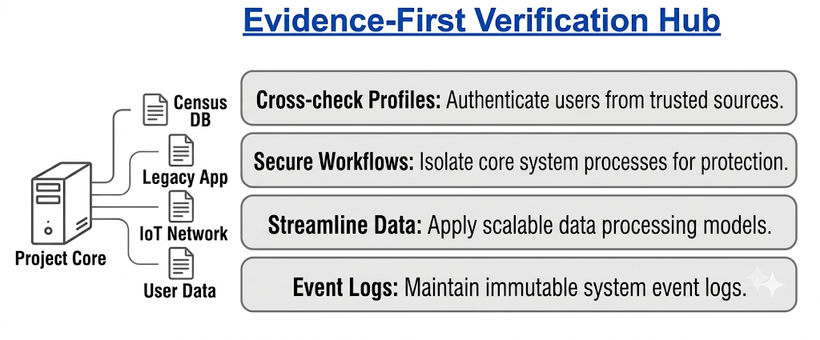 Evidence-First Verification Hub
Census
DB
Legacy App
IoT Network
User Data
Project Core
Cross-check Profiles: Authenticate users from trusted sources.
Secure Workflows: Isolate core system processes for protection.
Streamline Data: Apply scalable data processing models.
Event Logs: Maintain immutable system event logs.